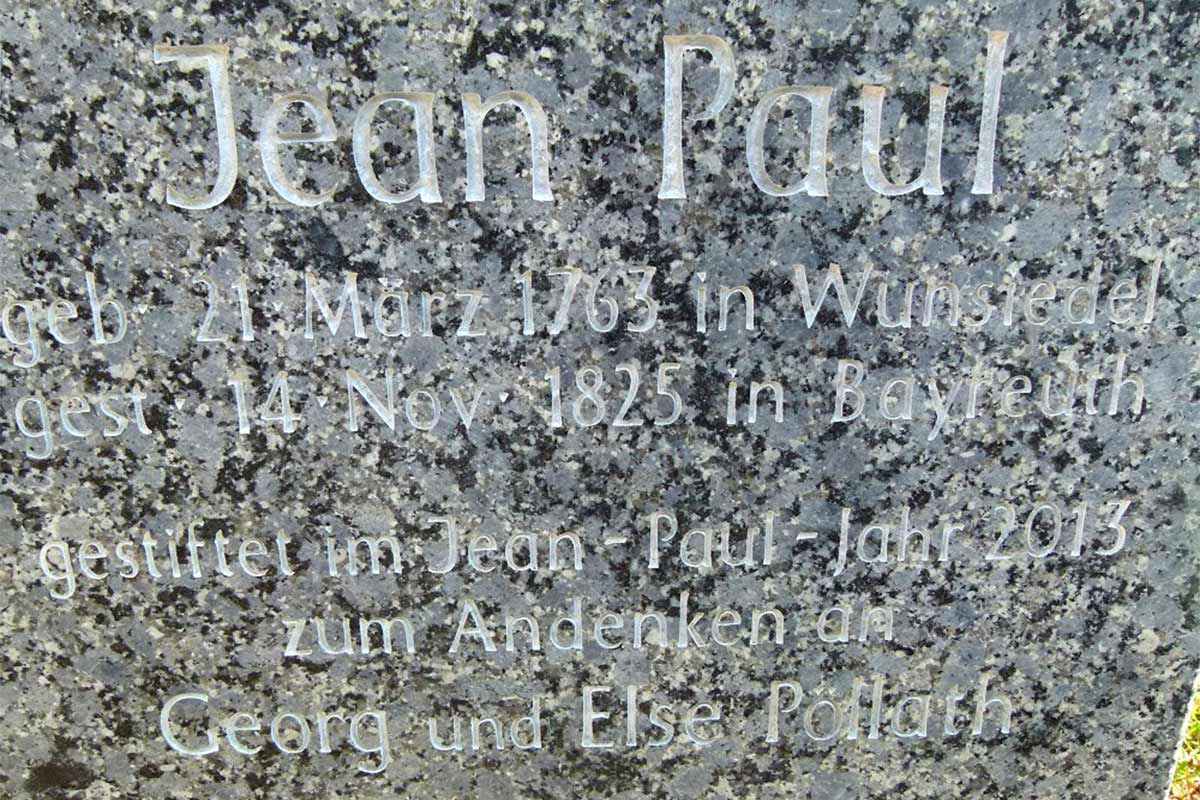 Jean Paul
geb· 21 März 1763 in Wunsiedel
gest· 14·Nov· 1825 in Bayreuth
gestiftet im Jean-Paul-Jahr 2013
zum Andenken an
Georg und Else Pöllath